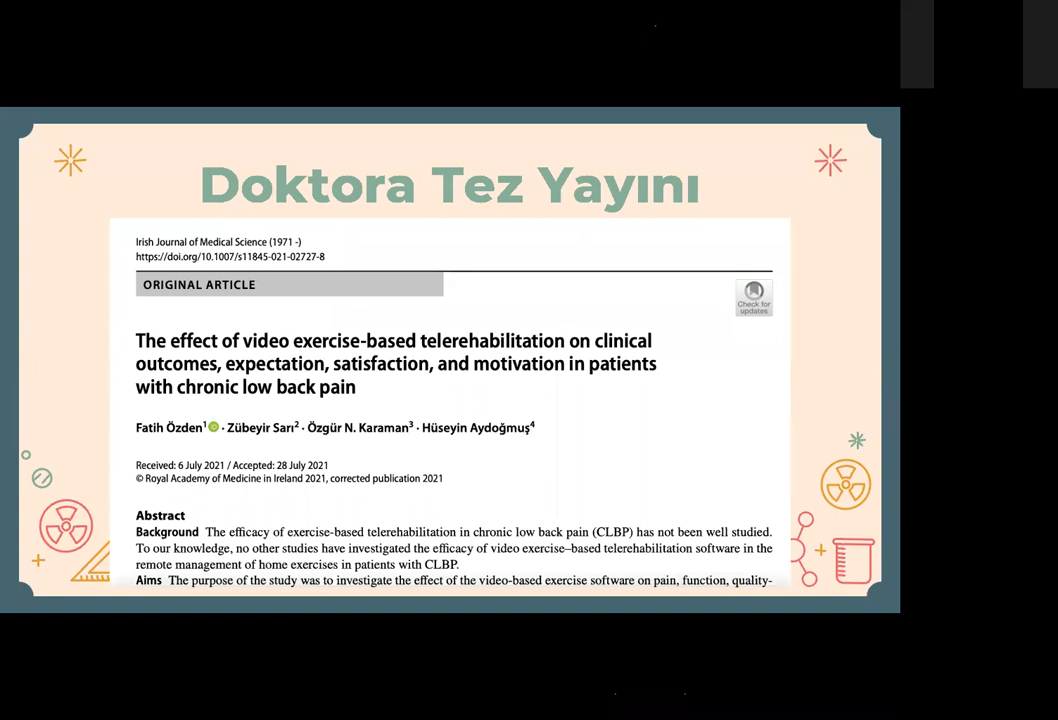 Doktora Tez Yayını
Irish Journal of Medical Science (1971 -)
https://doi.org/10.1007/s11845-021-02727-8
ORIGINAL ARTICLE
Check for
updates
The effect of video exercise-based telerehabilitation on clinical
outcomes, expectation, satisfaction, and motivation in patients
with chronic low back pain
Fatih Özden1 · Zübeyir Sarı2 · Özgür N. Karaman3 · Hüseyin Aydoğmuş4
Received: 6 July 2021 / Accepted: 28 July 2021
© Royal Academy of Medicine in Ireland 2021, corrected publication 2021
Abstract
Background The efficacy of exercise-based telerehabilitation in chronic low back pain (CLBP) has not been well studied.
To our knowledge, no other studies have investigated the efficacy of video exercise–based telerehabilitation software in the
remote management of home exercises in patients with CLBP.
Aims The purpose of the study was to investigate the effect of the video-based exercise software on pain, function, quality-